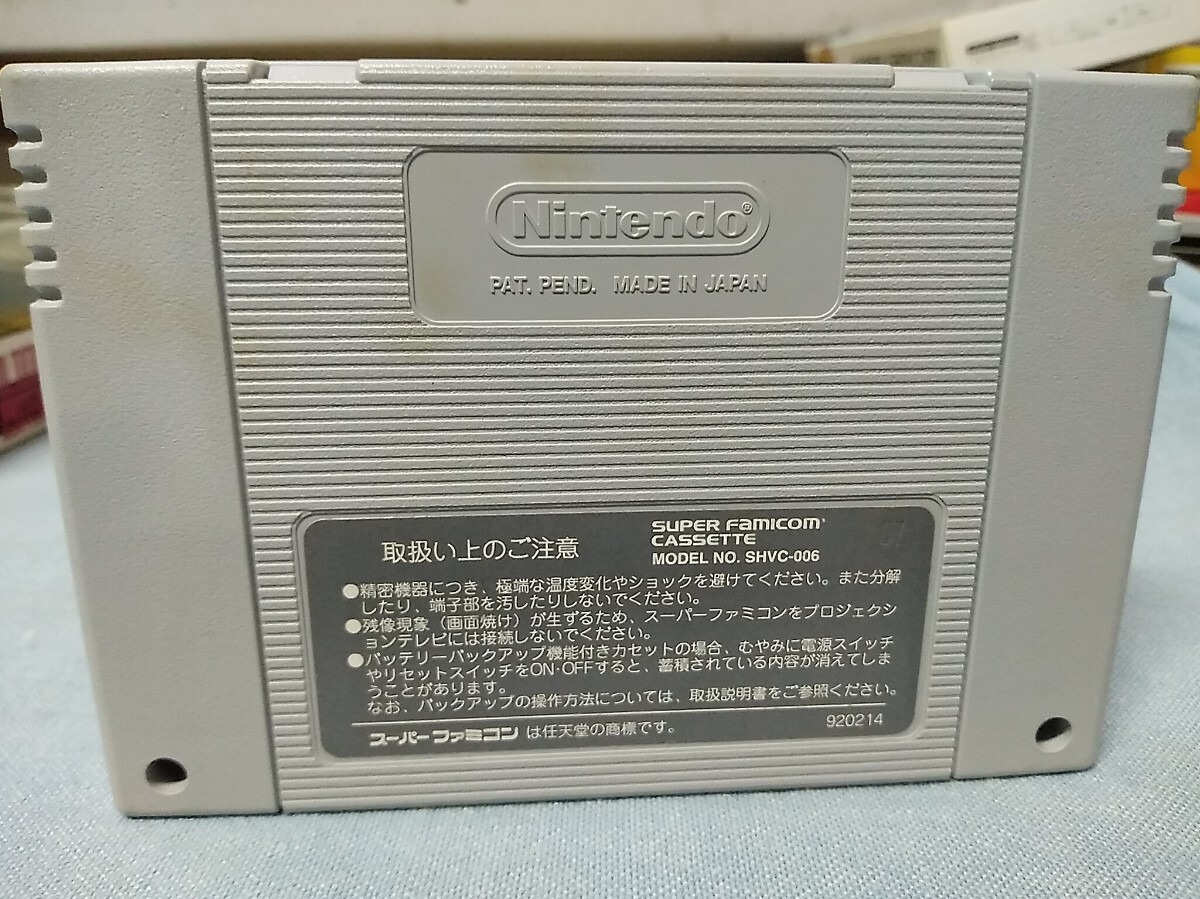 Nintendo®
PAT. PEND. MADE IN JAPAN
取扱い上のご注意
SUPER FAMICOM
CASSETTE
MODEL NO. SHVC-006
●精密機器につき、極端な温度変化やショックを避けてください。また分解
したり、端子部を汚したりしないでください。
●残像現象（画面焼け）が生ずるため、スーパーファミコンをプロジェクシ
ョンテレビには接続しないでください。
●バッテリーバックアップ機能付きカセットの場合、むやみに電源スイッチ
やリセットスイッチをON·OFFすると、蓄積されている内容が消えてしま
うことがあります。
なお、バックアップの操作方法については、取扱説明書をご参照ください。
スーパーファミコン は任天堂の商標です。
920214